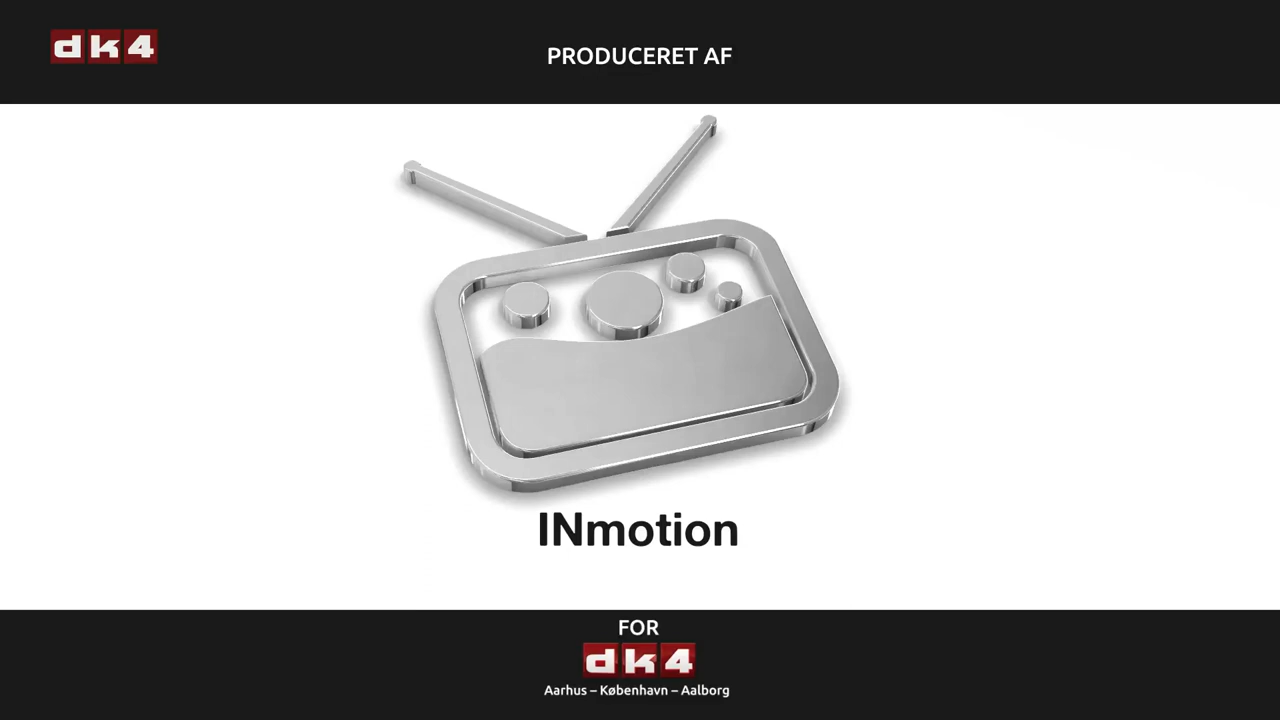 dk4
PRODUCERET AF
INmotion
FOR
dk4
Aarhus – København – Aalborg